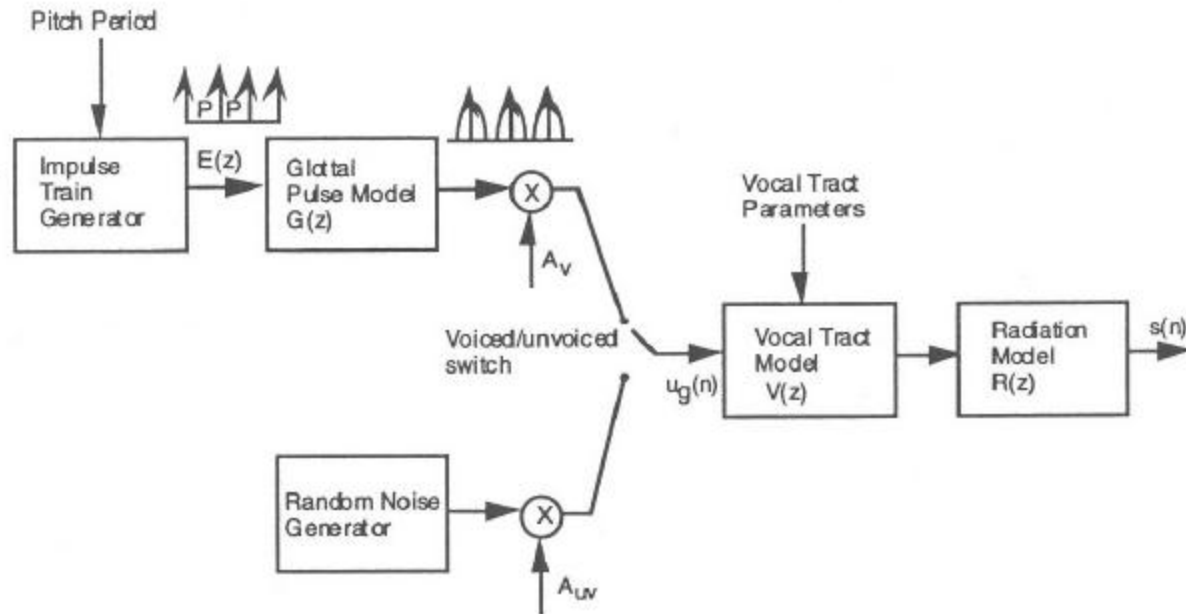 Pitch Period
P P
Impulse
Train
Generator
E(z)
Glottal
Pulse Model
G(z)
X
A_v
Voiced/unvoiced
switch
u_g(n)
Vocal Tract
Parameters
Vocal Tract
Model
V(z)
Radiation
Model
R(z)
s(n)
Random Noise
Generator
X
A_uv